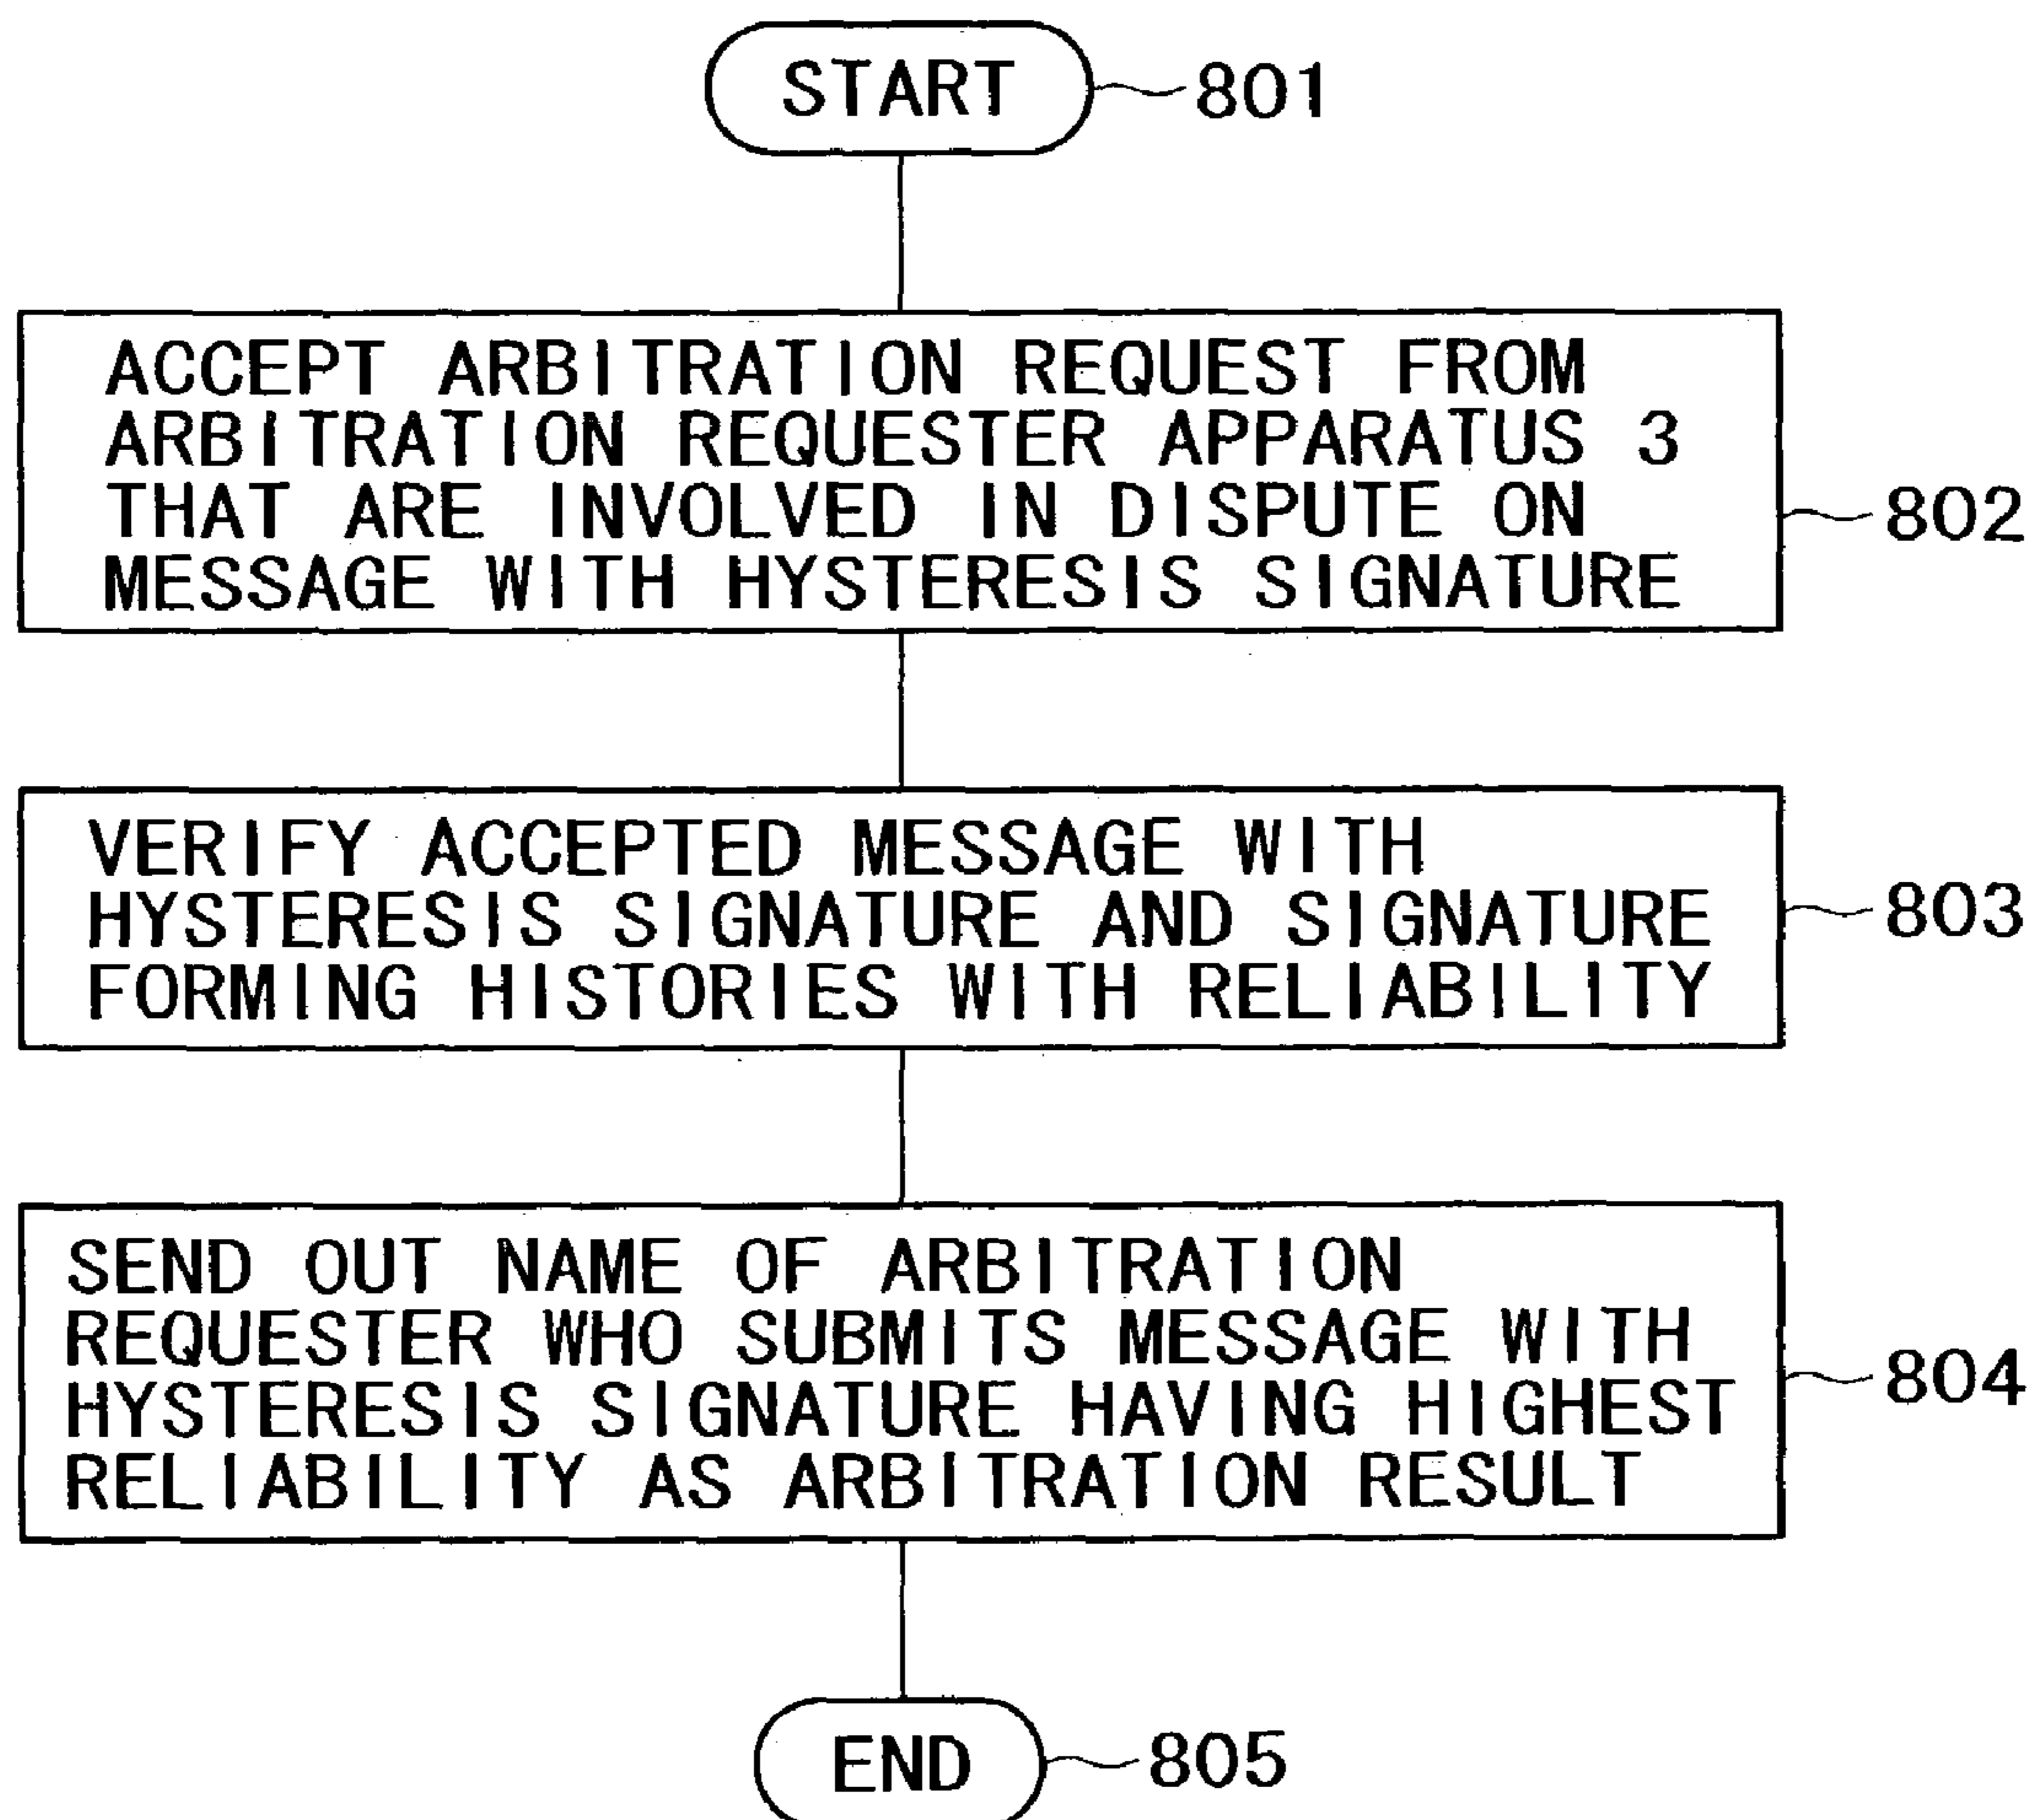 START
801
ACCEPT ARBITRATION REQUEST FROM
ARBITRATION REQUESTER APPARATUS 3
THAT ARE INVOLVED IN DISPUTE ON
MESSAGE WITH HYSTERESIS SIGNATURE
802
VERIFY ACCEPTED MESSAGE WITH
HYSTERESIS SIGNATURE AND SIGNATURE
FORMING HISTORIES WITH RELIABILITY
803
SEND OUT NAME OF ARBITRATION
REQUESTER WHO SUBMITS MESSAGE WITH
HYSTERESIS SIGNATURE HAVING HIGHEST
RELIABILITY AS ARBITRATION RESULT
804
END
805